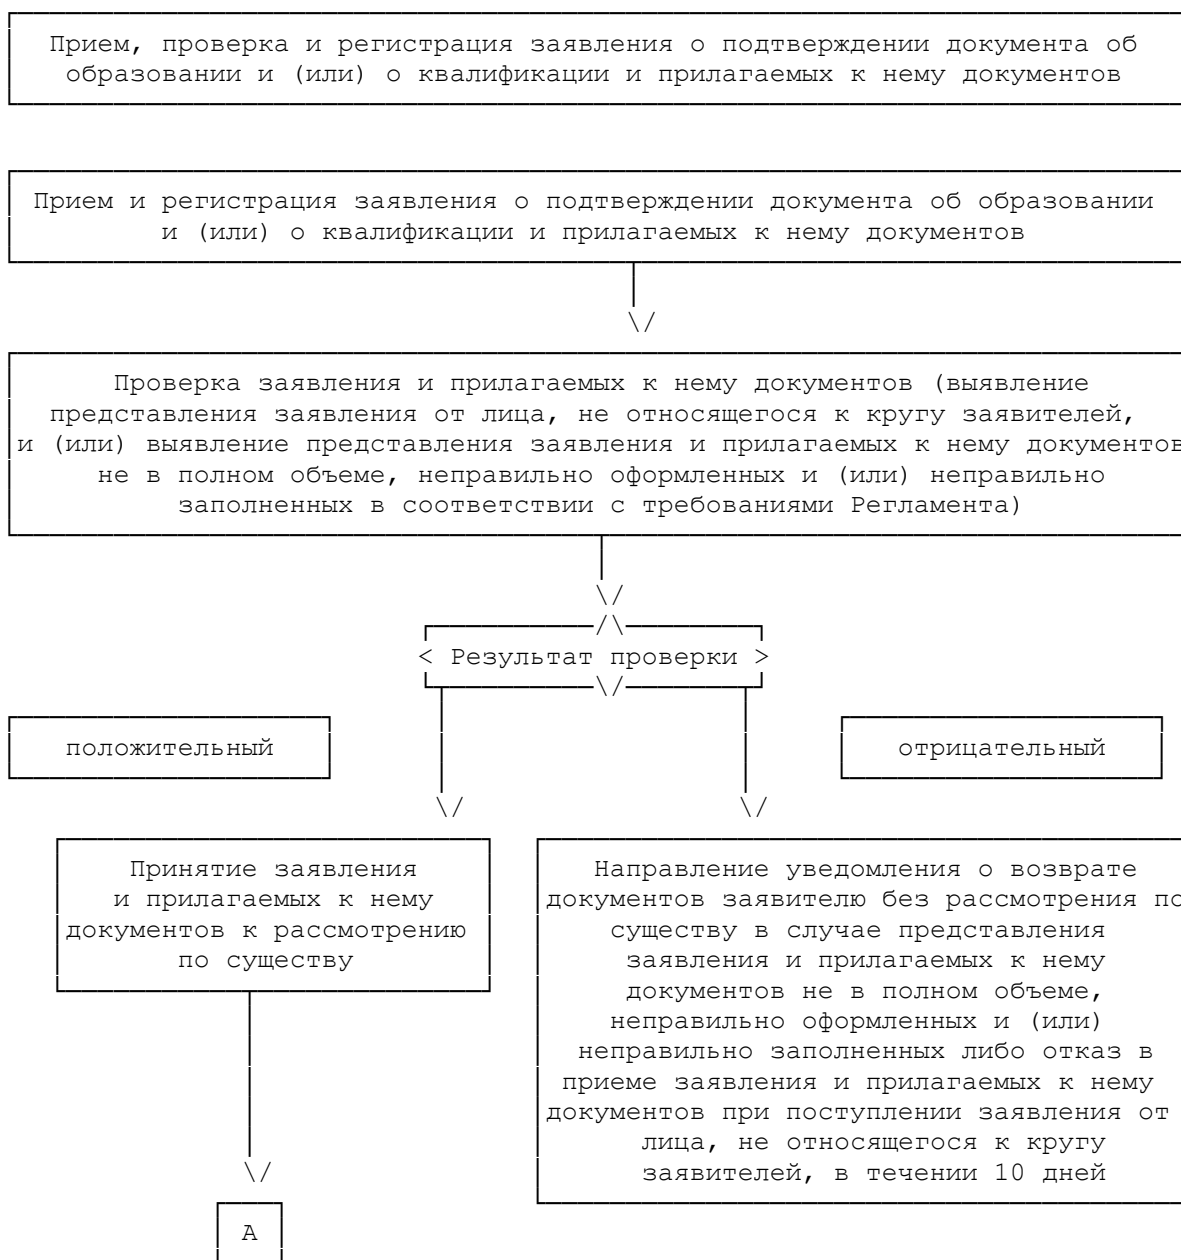 Прием, проверка и регистрация заявления о подтверждении документа об
образовании и (или) о квалификации и прилагаемых к нему документов
Прием и регистрация заявления о подтверждении документа об образовании
и (или) о квалификации и прилагаемых к нему документов
Проверка заявления и прилагаемых к нему документов (выявление
представления заявления от лица, не относящегося к кругу заявителей,
и (или) выявление представления заявления и прилагаемых к нему документов
не в полном объеме, неправильно оформленных и (или) неправильно
заполненных в соответствии с требованиями Регламента)
< Результат проверки >
положительный
отрицательный
Принятие заявления
и прилагаемых к нему
документов к рассмотрению
по существу
Направление уведомления о возврате
документов заявителю без рассмотрения по
существу в случае представления
заявления и прилагаемых к нему
документов не в полном объеме,
неправильно оформленных и (или)
неправильно заполненных либо отказ в
приеме заявления и прилагаемых к нему
документов при поступлении заявления от
лица, не относящегося к кругу
заявителей, в течении 10 дней
А